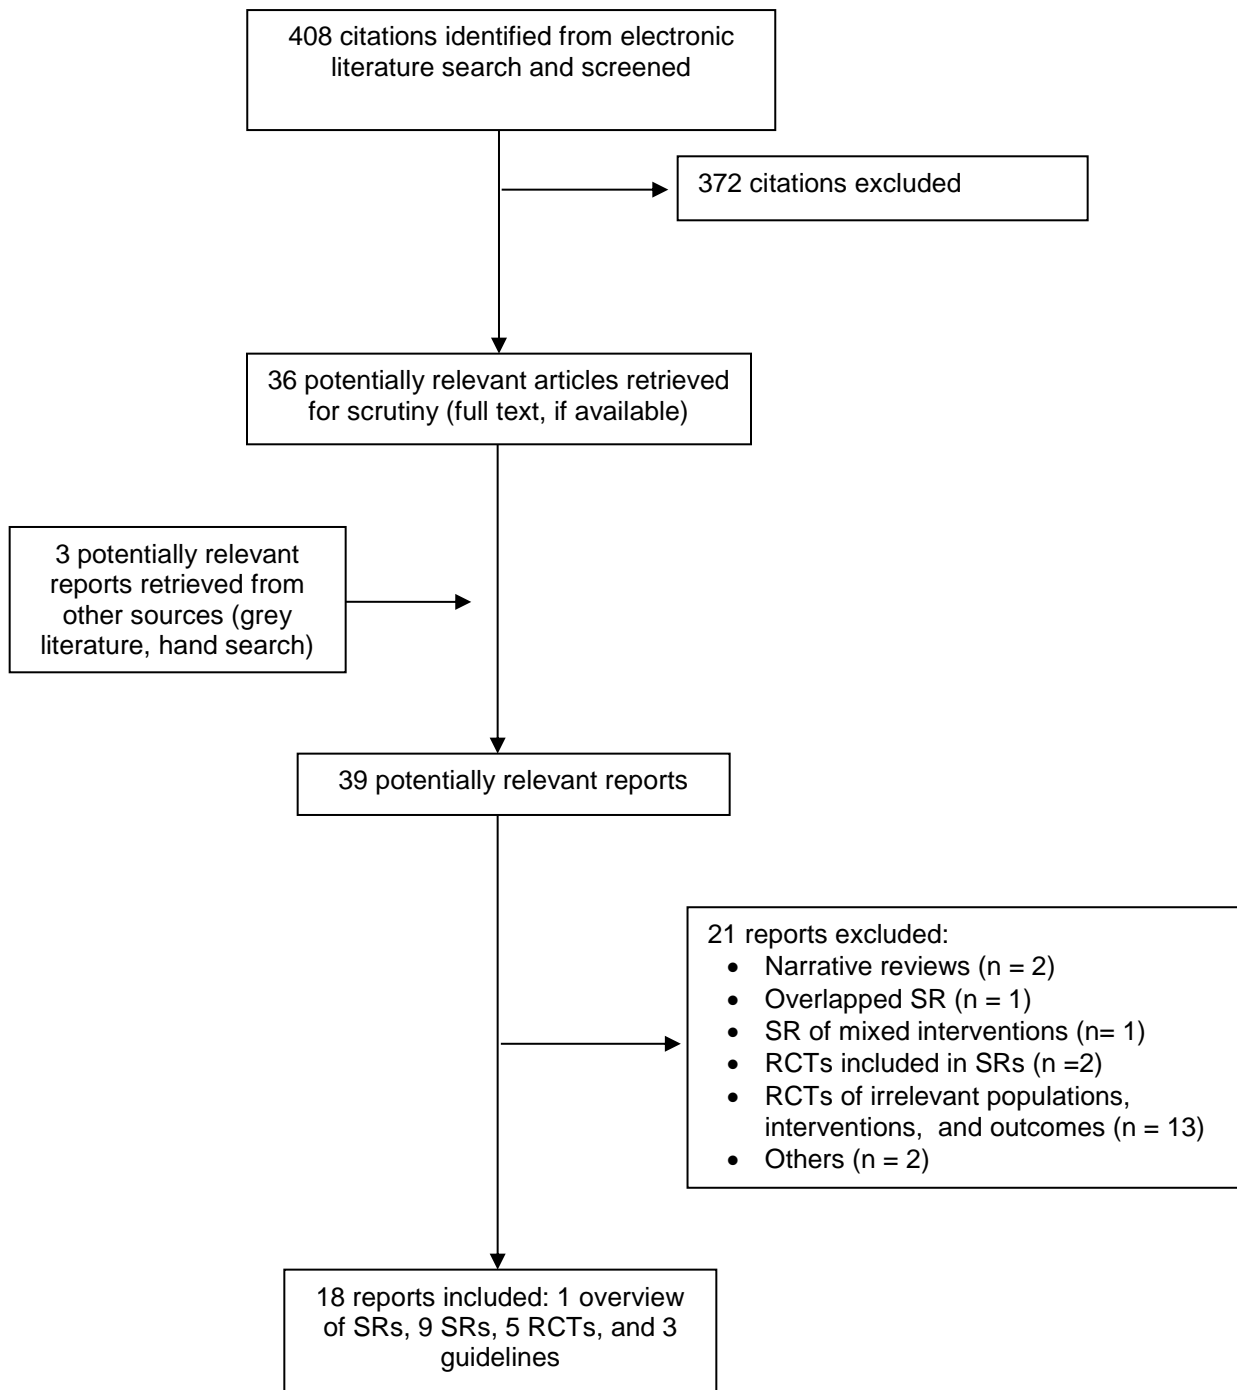 408 citations identified from electronic
literature search and screened
372 citations excluded
36 potentially relevant articles retrieved
for scrutiny (full text, if available)
3 potentially relevant
reports retrieved from
other sources (grey
literature, hand search)
39 potentially relevant reports
21 reports excluded:
• Narrative reviews (n = 2)
• Overlapped SR (n = 1)
• SR of mixed interventions (n= 1)
• RCTs included in SRs (n =2)
• RCTs of irrelevant populations,
interventions,  and outcomes (n = 13)
• Others (n = 2)
18 reports included: 1 overview
of SRs, 9 SRs, 5 RCTs, and 3
guidelines